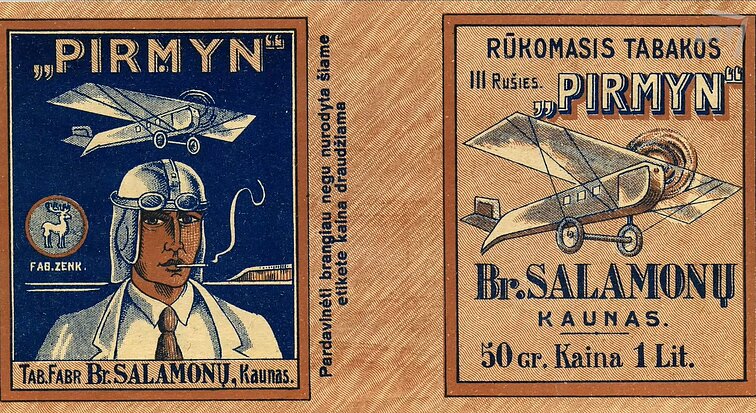 „PIRMYN“
FAB.ZENK.
TAB.FABR Br.SALAMONŲ, Kaunas.
Pardavinėti brangiau negu nurodyta šiame
etikete kaina draudžiama
RŪKOMASIS TABAKOS
III RUŠIES.
„PIRMYN“
Br.SALAMONŲ
KAUNAS.
50 GR. Kaina 1 Lit.